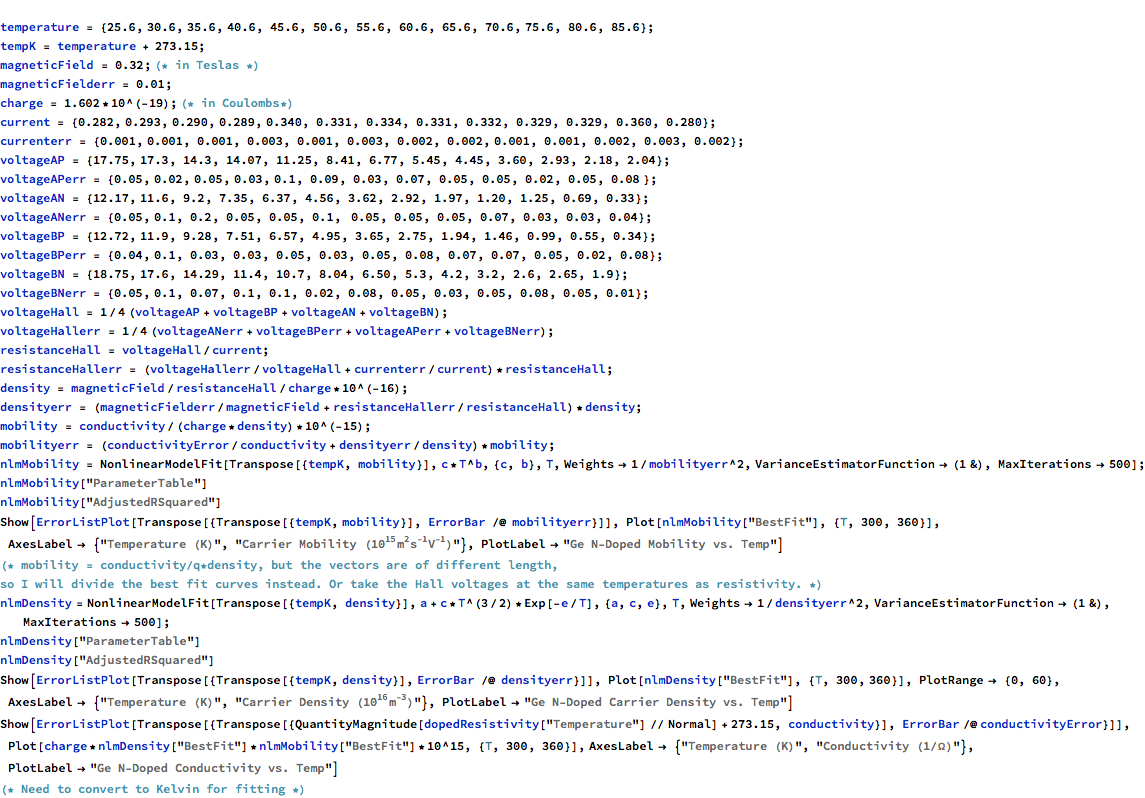 temperature = {25.6, 30.6, 35.6, 40.6, 45.6, 50.6, 55.6, 60.6, 65.6, 70.6, 75.6, 80.6, 85.6};
tempK = temperature + 273.15;
magneticField = 0.32; (* in Teslas *)
magneticFielderr = 0.01;
charge = 1.602*10^(-19); (* in Coulombs*)
current = {0.282, 0.293, 0.290, 0.289, 0.340, 0.331, 0.334, 0.331, 0.332, 0.329, 0.329, 0.360, 0.280};
currenterr = {0.001, 0.001, 0.001, 0.003, 0.001, 0.003, 0.002, 0.002, 0.001, 0.001, 0.002, 0.003, 0.002};
voltageAP = {17.75, 17.3, 14.3, 14.07, 11.25, 8.41, 6.77, 5.45, 4.45, 3.60, 2.93, 2.18, 2.04};
voltageAPerr = {0.05, 0.02, 0.05, 0.03, 0.1, 0.09, 0.03, 0.07, 0.05, 0.05, 0.02, 0.05, 0.08 };
voltageAN = {12.17, 11.6, 9.2, 7.35, 6.37, 4.56, 3.62, 2.92, 1.97, 1.20, 1.25, 0.69, 0.33};
voltageANerr = {0.05, 0.1, 0.2, 0.05, 0.05, 0.1, 0.05, 0.05, 0.05, 0.07, 0.03, 0.03, 0.04};
voltageBP = {12.72, 11.9, 9.28, 7.51, 6.57, 4.95, 3.65, 2.75, 1.94, 1.46, 0.99, 0.55, 0.34};
voltageBPerr = {0.04, 0.1, 0.03, 0.03, 0.05, 0.03, 0.05, 0.08, 0.07, 0.07, 0.05, 0.02, 0.08};
voltageBN = {18.75, 17.6, 14.29, 11.4, 10.7, 8.04, 6.50, 5.3, 4.2, 3.2, 2.6, 2.65, 1.9};
voltageBNerr = {0.05, 0.1, 0.07, 0.1, 0.1, 0.02, 0.08, 0.05, 0.03, 0.05, 0.08, 0.05, 0.01};
voltageHall = 1/4 (voltageAP + voltageBP + voltageAN + voltageBN);
voltageHallerr = 1/4 (voltageANerr + voltageBPerr + voltageAPerr + voltageBNerr);
resistanceHall = voltageHall/current;
resistanceHallerr = (voltageHallerr/voltageHall + currenterr/current)*resistanceHall;
density = magneticField/resistanceHall/charge*10^(-16);
densityerr = (magneticFielderr/magneticField + resistanceHallerr/resistanceHall)*density;
mobility = conductivity/(charge*density)*10^(-15);
mobilityerr = (conductivityError/conductivity + densityerr/density)*mobility;
nlmMobility = NonlinearModelFit[Transpose[{tempK, mobility}], c*T^b, {c, b}, T, Weights → 1/mobilityerr^2, VarianceEstimatorFunction → (1 &), MaxIterations → 500];
nlmMobility["ParameterTable"]
nlmMobility["AdjustedRSquared"]
Show[ErrorListPlot[Transpose[{Transpose[{tempK, mobility}], ErrorBar /@ mobilityerr}]], Plot[nlmMobility["BestFit"], {T, 300, 360}],
AxesLabel → {"Temperature (K)", "Carrier Mobility (10^15m^2s^-1V^-1)"}, PlotLabel → "Ge N-Doped Mobility vs. Temp"]
(* mobility = conductivity/q*density, but the vectors are of different length,
so I will divide the best fit curves instead. Or take the Hall voltages at the same temperatures as resistivity. *)
nlmDensity = NonlinearModelFit[Transpose[{tempK, density}], a + c*T^(3/2)*Exp[-e/T], {a, c, e}, T, Weights → 1/densityerr^2, VarianceEstimatorFunction → (1 &),
MaxIterations → 500];
nlmDensity["ParameterTable"]
nlmDensity["AdjustedRSquared"]
Show[ErrorListPlot[Transpose[{Transpose[{tempK, density}], ErrorBar /@ densityerr}]], Plot[nlmDensity["BestFit"], {T, 300, 360}], PlotRange → {0, 60},
AxesLabel → {"Temperature (K)", "Carrier Density (10^16m^-3)"}, PlotLabel → "Ge N-Doped Carrier Density vs. Temp"]
Show[ErrorListPlot[Transpose[{Transpose[{QuantityMagnitude[dopedResistivity["Temperature"] // Normal] + 273.15, conductivity}], ErrorBar /@ conductivityError}]],
Plot[charge*nlmDensity["BestFit"]*nlmMobility["BestFit"]*10^15, {T, 300, 360}], AxesLabel → {"Temperature (K)", "Conductivity (1/Ω)"},
PlotLabel → "Ge N-Doped Conductivity vs. Temp"]
(* Need to convert to Kelvin for fitting *)